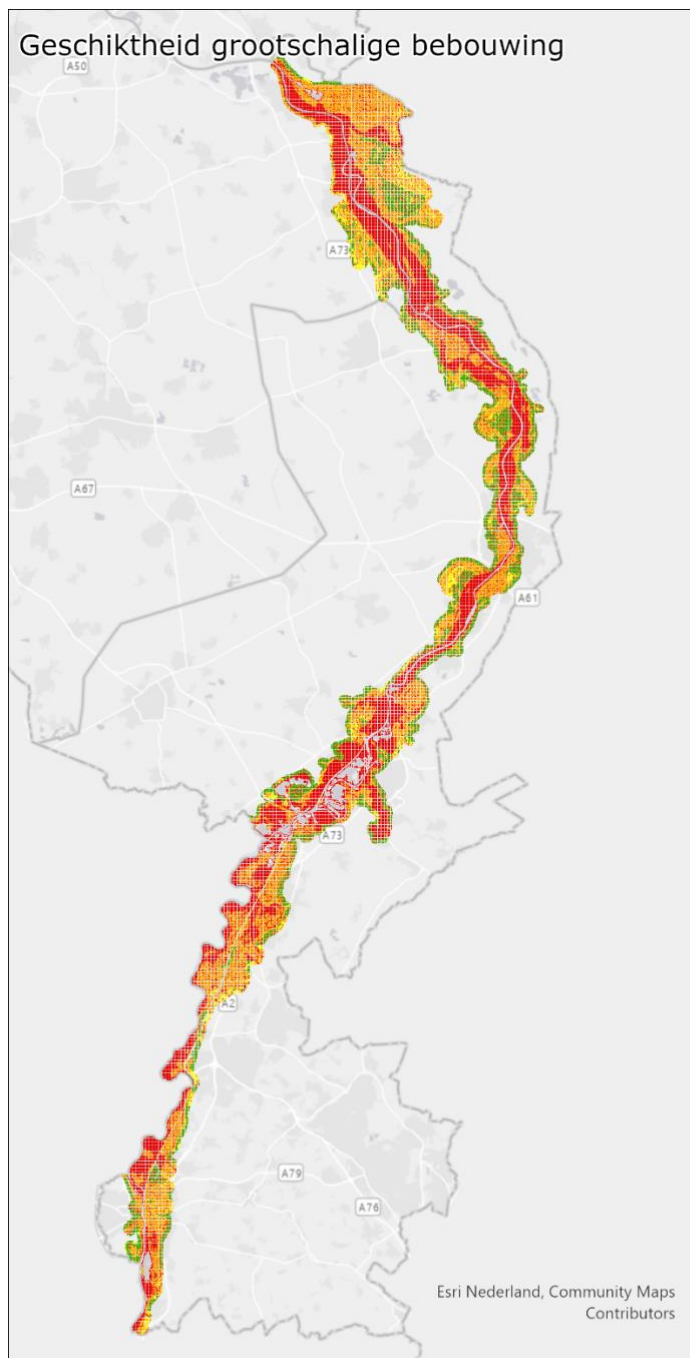 Geschiktheid grootschalige bebouwing
A50
A73
A67
A61
A73
A2
A79
A76
Esri Nederland, Community Maps
Contributors